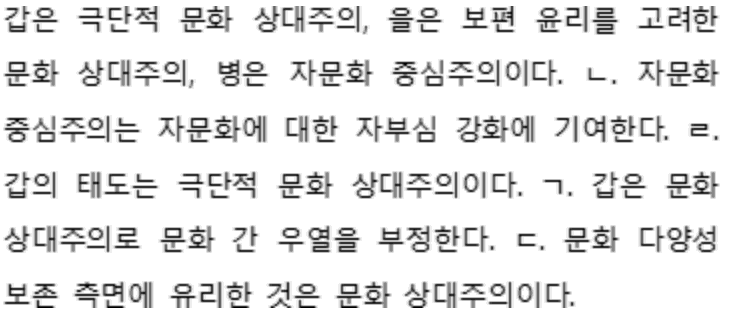 갑은 극단적 문화 상대주의, 을은 보편 윤리를 고려한
문화 상대주의, 병은 자문화 중심주의이다. ㄴ. 자문화
중심주의는 자문화에 대한 자부심 강화에 기여한다. ㄹ.
갑의 태도는 극단적 문화 상대주의이다. ㄱ. 갑은 문화
상대주의로 문화 간 우열을 부정한다. ㄷ. 문화 다양성
보존 측면에 유리한 것은 문화 상대주의이다.